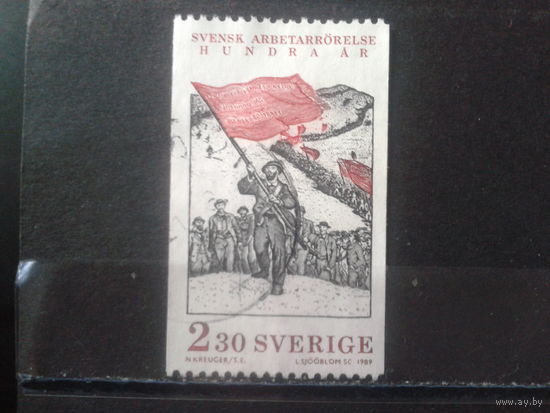 SVENSK ARBETARRÖRELSE
HUNDRA ÅR
2.30 SVERIGE
N KREUGER/S.E. L SJÖÖBLOM SC 1989
www.ay.by